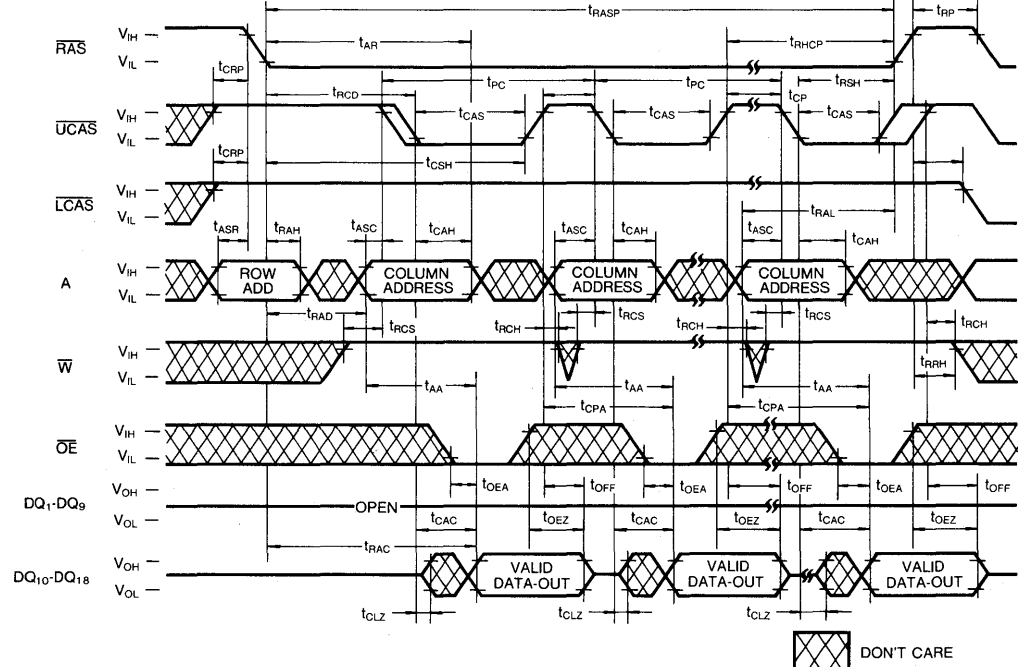 tRASP tRP
RAS VIH — tAR tRHCP
VIL —
tCRP tPC tPC tRSH
tRCD tCP
UCAS VIH — tCAS tCAS tCAS
VIL —
tCRP tCSH
LCAS VIH —
VIL — tRAL
tASR tRAH tASC tCAH tASC tCAH tASC tCAH
A VIH — ROW ADD COLUMN ADDRESS COLUMN ADDRESS COLUMN ADDRESS
VIL —
tRAD tRCS tRCH tRCS tRCH tRCS tRCH
W VIH —
VIL — tAA tAA tAA tRRH
tCPA tCPA
OE VIH —
VIL —
tOEA tOFF tOEA tOFF tOEA tOFF
DQ1-DQ9 VOH — OPEN
VOL — tCAC tOEZ tCAC tOEZ tCAC tOEZ
tRAC
DQ10-DQ18 VOH — VALID DATA-OUT VALID DATA-OUT VALID DATA-OUT
VOL —
tCLZ tCLZ tCLZ
DON'T CARE